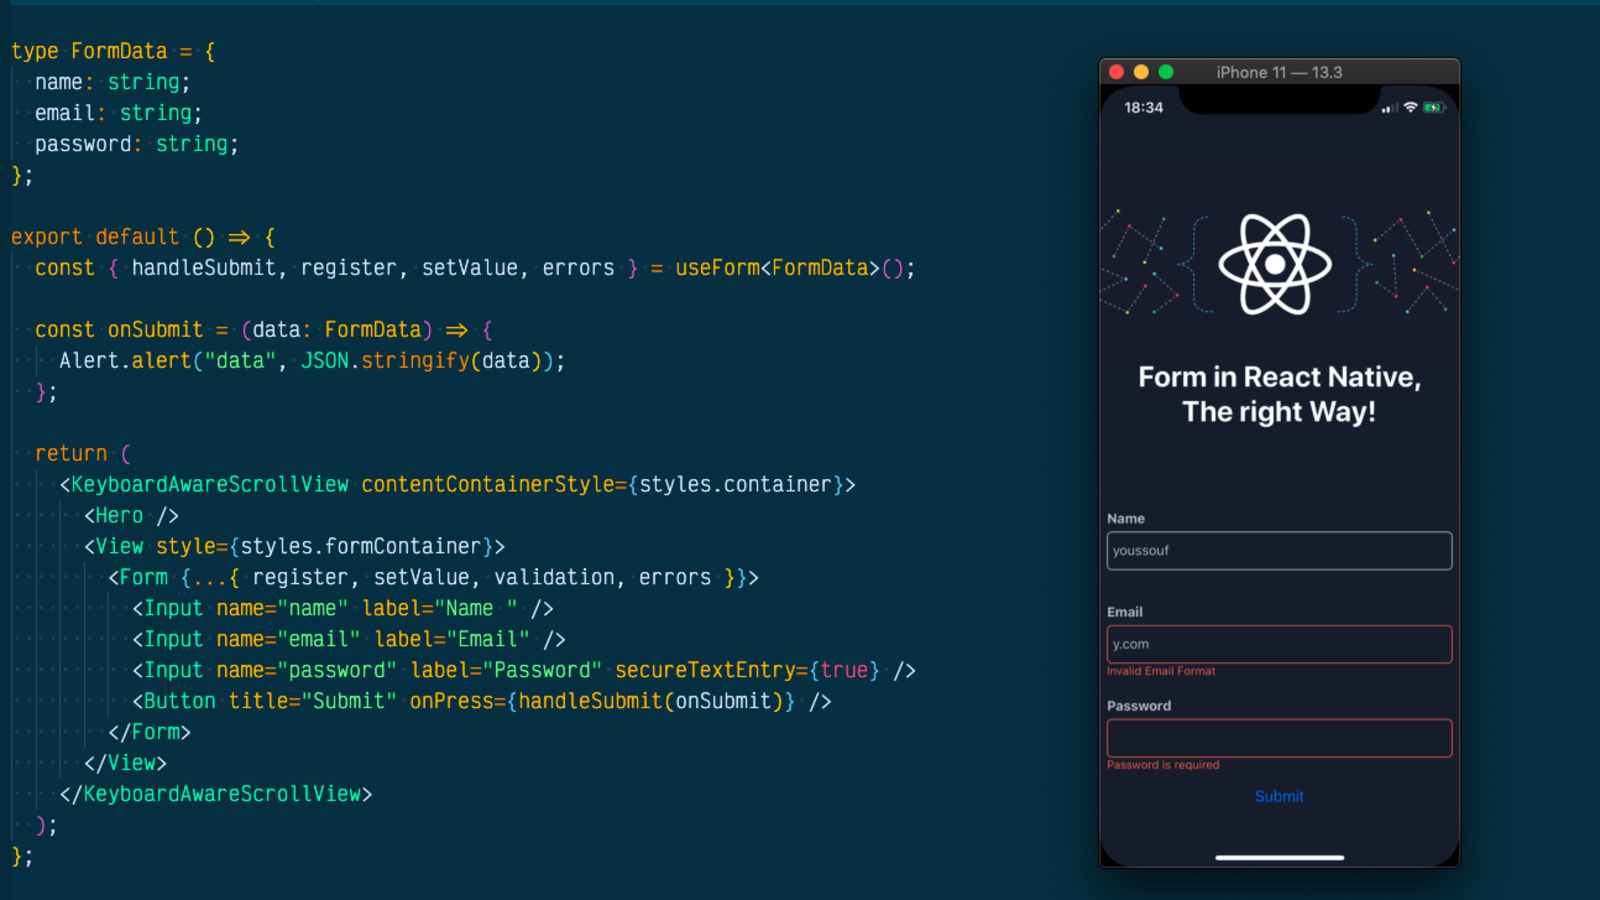 type FormData = {
name: string;
email: string;
password: string;
};
export default () => {
const { handleSubmit, register, setValue, errors } = useForm<FormData>();
const onSubmit = (data: FormData) => {
Alert.alert("data", JSON.stringify(data));
};
return (
<KeyboardAwareScrollView contentContainerStyle={styles.container}>
<Hero />
<View style={styles.formContainer}>
<Form {...{ register, setValue, validation, errors }}>
<Input name="name" label="Name " />
<Input name="email" label="Email" />
<Input name="password" label="Password" secureTextEntry={true} />
<Button title="Submit" onPress={handleSubmit(onSubmit)} />
</Form>
</View>
</KeyboardAwareScrollView>
);
};
iPhone 11 — 13.3
18:34
Form in React Native,
The right Way!
Name
youssouf
Email
y.com
Invalid Email Format
Password
Password is required
Submit